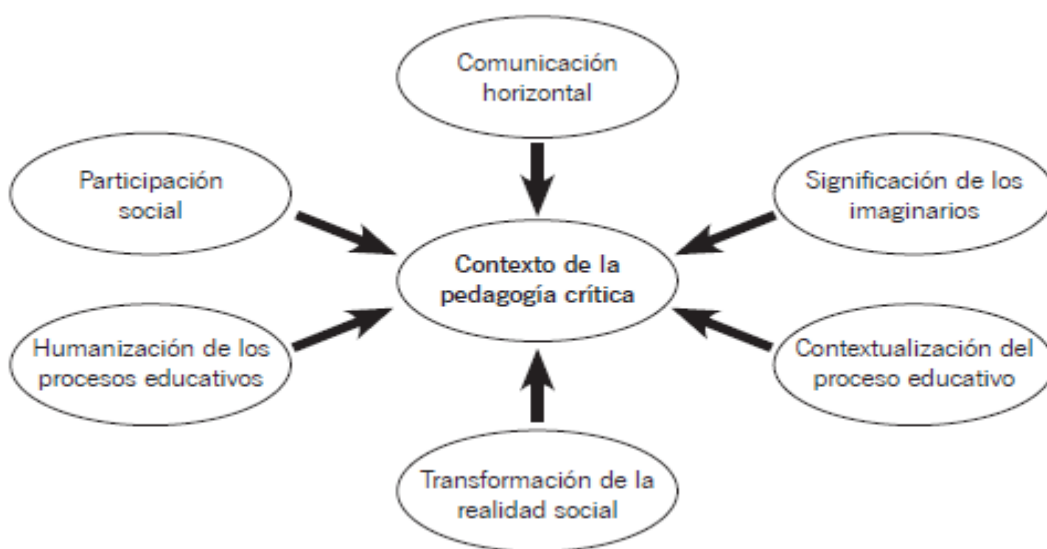 Comunicación
horizontal
Participación
social
Significación de los
imaginarios
Contexto de la
pedagogía crítica
Humanización de los
procesos educativos
Contextualización del
proceso educativo
Transformación de la
realidad social